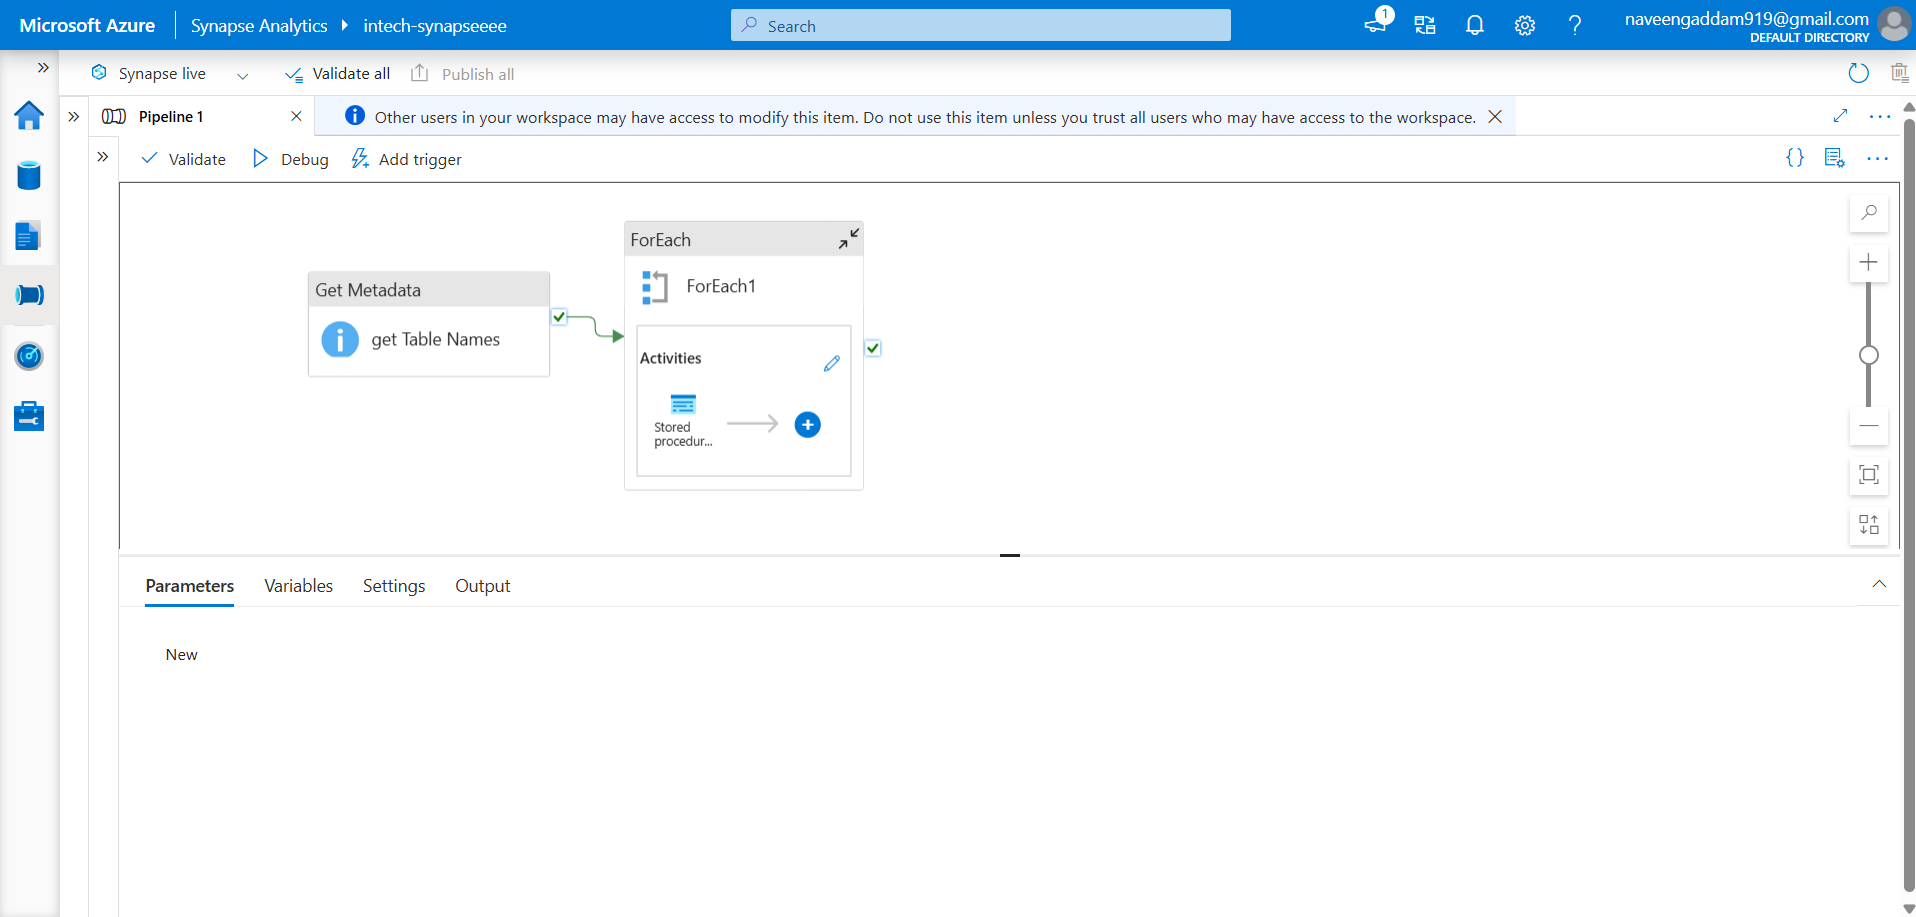 Microsoft Azure
Synapse Analytics
intech-synapseeee
Search
1
naveengaddam919@gmail.com
DEFAULT DIRECTORY
Synapse live
Validate all
Publish all
Pipeline 1
Other users in your workspace may have access to modify this item. Do not use this item unless you trust all users who may have access to the workspace.
Validate
Debug
Add trigger
Get Metadata
get Table Names
ForEach
ForEach1
Activities
Stored
procedur...
Parameters
Variables
Settings
Output
New